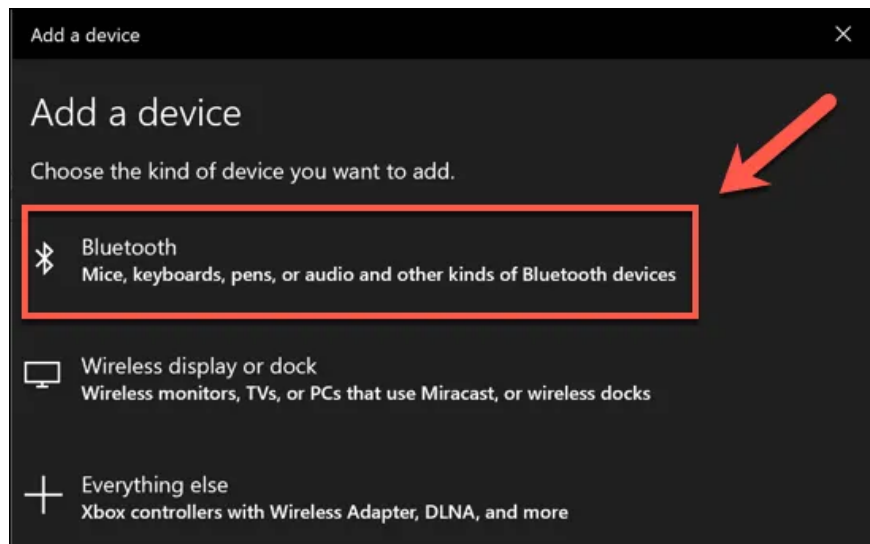 Add a device
Add a device
Choose the kind of device you want to add.
Bluetooth
Mice, keyboards, pens, or audio and other kinds of Bluetooth devices
Wireless display or dock
Wireless monitors, TVs, or PCs that use Miracast, or wireless docks
Everything else
Xbox controllers with Wireless Adapter, DLNA, and more